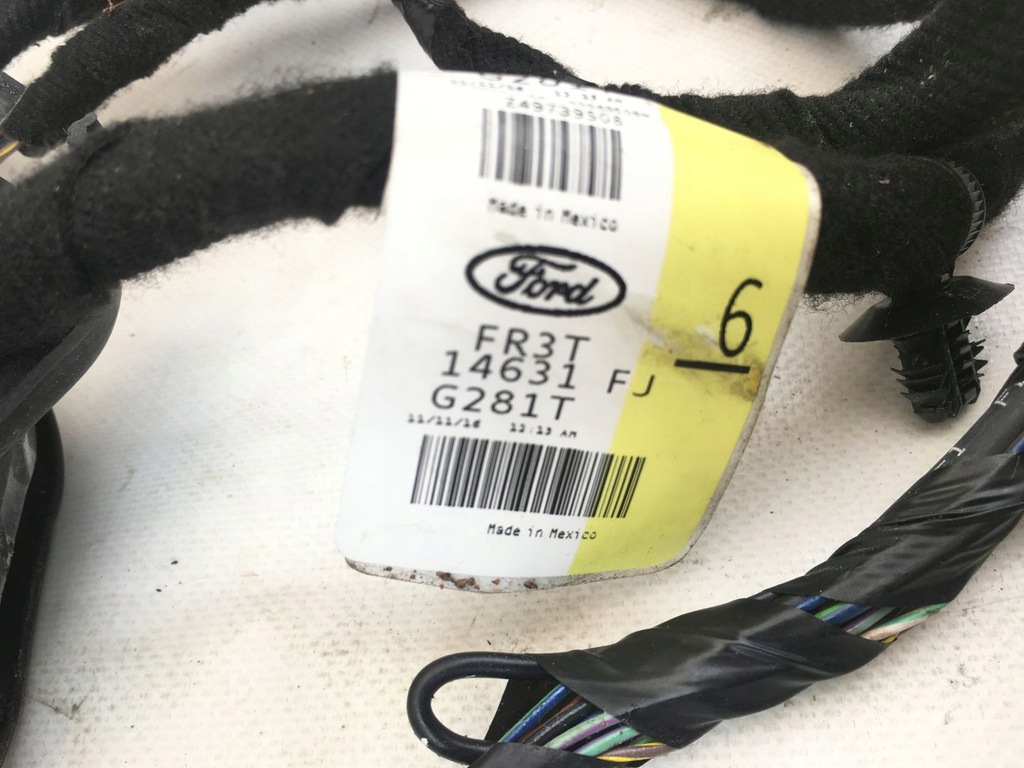 249739508
Made in Mexico
Ford
6
FR3T
14631 FJ
G281T
11/11/16 12:13 AM
Made in Mexico